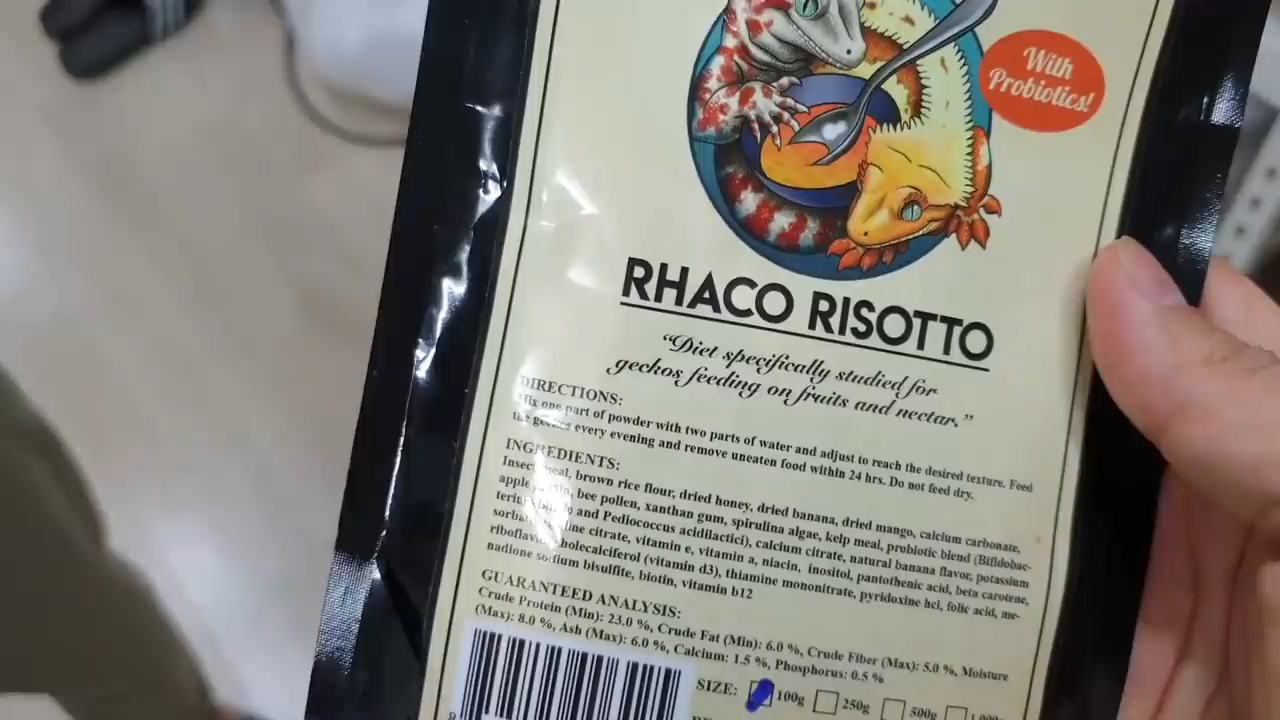 With
Probiotics!
RHACO RISOTTO
“Diet specifically studied for
geckos feeding on fruits and nectar.”
DIRECTIONS:
Mix one part of powder with two parts of water and adjust to reach the desired texture. Feed
the geckos every evening and remove uneaten food within 24 hrs. Do not feed dry.
INGREDIENTS:
Insect meal, brown rice flour, dried honey, dried banana, dried mango, calcium carbonate,
apple bee pollen, xanthan gum, spirulina algae, kelp meal, probiotic blend (Bifidobac-
and Pediococcus acidilactici), calcium citrate, natural banana flavor, potassium
citrate, vitamin e, vitamin a, niacin, inositol, pantothenic acid, beta carotene,
cholecalciferol (vitamin d3), thiamine mononitrate, pyridoxine hcl, folic acid, me-
nadione sodium bisulfite, biotin, vitamin b12
GUARANTEED ANALYSIS:
Crude Protein (Min): 23.0 %, Crude Fat (Min): 6.0 %, Crude Fiber (Max): 5.0 %, Moisture
(Max): 8.0 %, Ash (Max): 6.0 %, Calcium: 1.5 %, Phosphorus: 0.5 %
SIZE: 100g 250g 500g